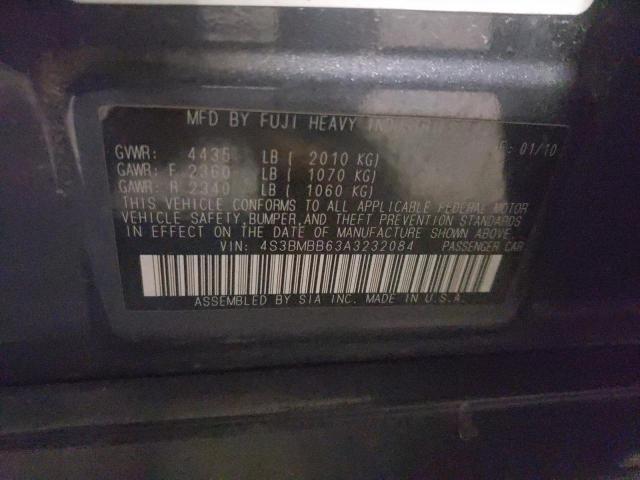 MFD BY FUJI HEAVY
01/10
GVWR: 4435 LB ( 2010 KG)
GAWR: F 2360 LB ( 1070 KG)
GAWR: R 2340 LB ( 1060 KG)
THIS VEHICLE CONFORMS TO ALL APPLICABLE FEDERAL MOTOR
VEHICLE SAFETY, BUMPER, AND THEFT PREVENTION STANDARDS
IN EFFECT ON THE DATE OF MANUFACTURE SHOWN ABOVE.
VIN: 4S3BMBB63A3232084 PASSENGER CAR
ASSEMBLED BY SIA INC. MADE IN U.S.A.